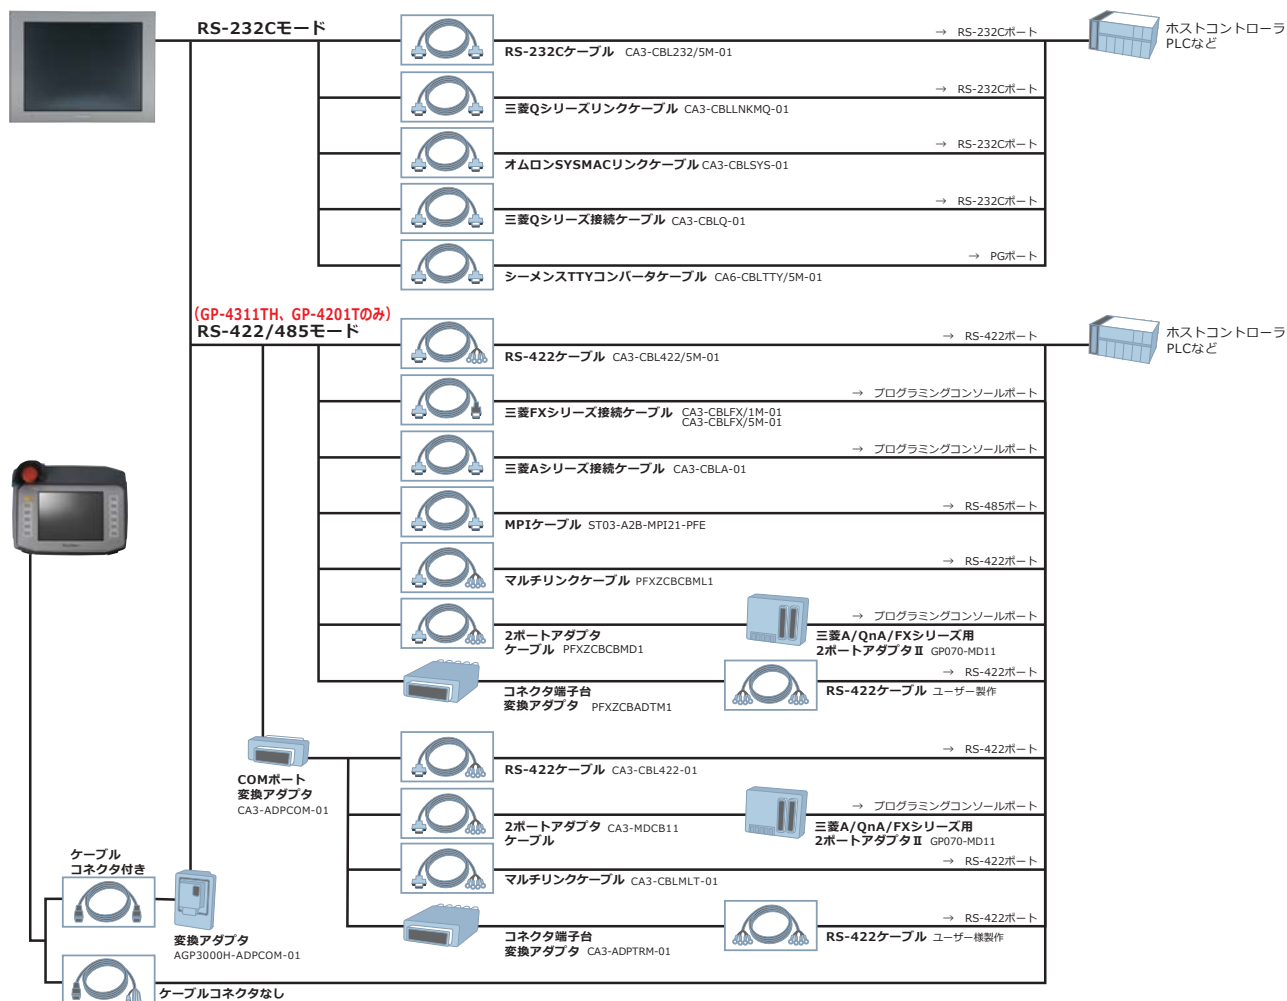 RS-232Cモード
→ RS-232Cポート
RS-232Cケーブル CA3-CBL232/5M-01
ホストコントローラ
PLCなど
→ RS-232Cポート
三菱Qシリーズリンクケーブル CA3-CBLLNKMQ-01
→ RS-232Cポート
オムロンSYSMACリンクケーブル CA3-CBLSYS-01
→ RS-232Cポート
三菱Qシリーズ接続ケーブル CA3-CBLQ-01
→ PGポート
シーメンスTTYコンバータケーブル CA6-CBLTTY/5M-01
(GP-4311TH、GP-4201Tのみ)
RS-422/485モード
→ RS-422ポート
RS-422ケーブル CA3-CBL422/5M-01
ホストコントローラ
PLCなど
→ プログラミングコンソールポート
三菱FXシリーズ接続ケーブル CA3-CBLFX/1M-01
CA3-CBLFX/5M-01
→ プログラミングコンソールポート
三菱Aシリーズ接続ケーブル CA3-CBLA-01
→ RS-485ポート
MPIケーブル ST03-A2B-MPI21-PFE
→ RS-422ポート
マルチリンクケーブル PFXZCBCBML1
→ プログラミングコンソールポート
2ポートアダプタ
ケーブル PFXZCBCBMD1
三菱A/QnA/FXシリーズ用
2ポートアダプタⅡ GP070-MD11
→ RS-422ポート
コネクタ端子台
変換アダプタ PFXZCBADTM1
RS-422ケーブル ユーザー製作
→ RS-422ポート
RS-422ケーブル CA3-CBL422-01
COMポート
変換アダプタ
CA3-ADPCOM-01
→ プログラミングコンソールポート
2ポートアダプタ CA3-MDCB11
ケーブル
三菱A/QnA/FXシリーズ用
2ポートアダプタⅡ GP070-MD11
→ RS-422ポート
マルチリンクケーブル CA3-CBLMLT-01
ケーブル
コネクタ付き
→ RS-422ポート
コネクタ端子台
変換アダプタ CA3-ADPTRM-01
RS-422ケーブル ユーザー様製作
変換アダプタ
AGP3000H-ADPCOM-01
ケーブルコネクタなし